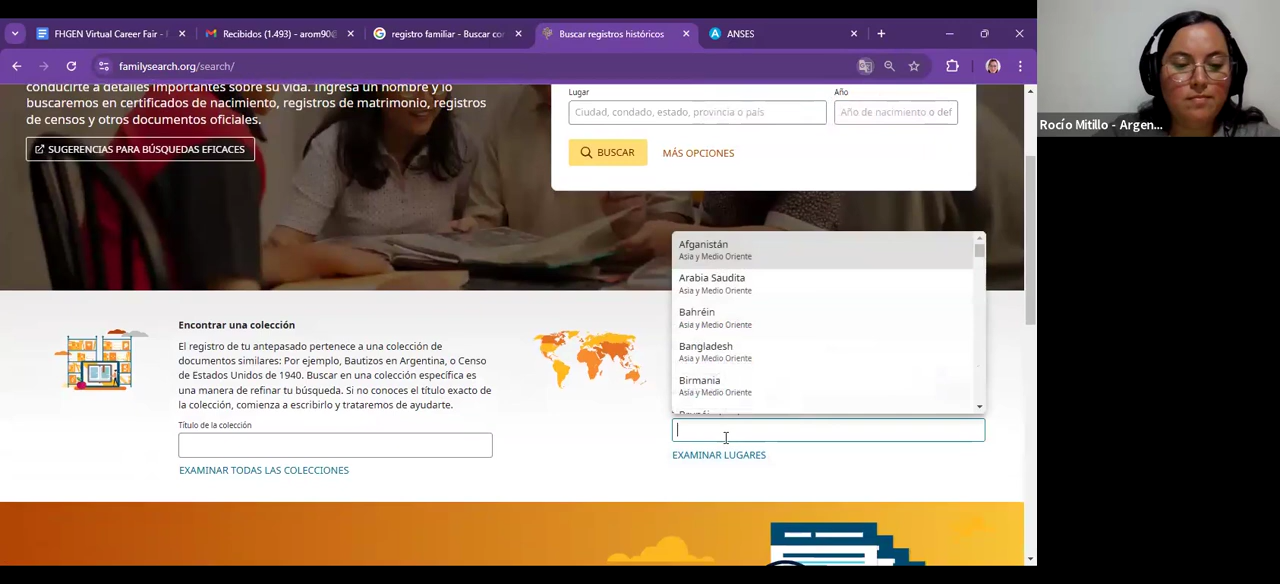 FHGEN Virtual Career Fair -
Recibidos (1.493) - arom90@
registro familiar - Buscar co
Buscar registros históricos
ANSES
familysearch.org/search/
conducirte a detalles importantes sobre su vida. Ingresa un nombre y lo
buscaremos en certificados de nacimiento, registros de matrimonio, registros
de censos y otros documentos oficiales.
SUGERENCIAS PARA BÚSQUEDAS EFICACES
Lugar
Año
Ciudad, condado, estado, provincia o país
Año de nacimiento o def
BUSCAR
MÁS OPCIONES
Rocío Mitillo - Argen...
Afganistán
Asia y Medio Oriente
Arabia Saudita
Asia y Medio Oriente
Bahréin
Asia y Medio Oriente
Bangladesh
Asia y Medio Oriente
Birmania
Asia y Medio Oriente
Encontrar una colección
El registro de tu antepasado pertenece a una colección de
documentos similares: Por ejemplo, Bautizos en Argentina, o Censo
de Estados Unidos de 1940. Buscar en una colección específica es
una manera de refinar tu búsqueda. Si no conoces el título exacto de
la colección, comienza a escribirlo y trataremos de ayudarte.
Título de la colección
EXAMINAR TODAS LAS COLECCIONES
EXAMINAR LUGARES